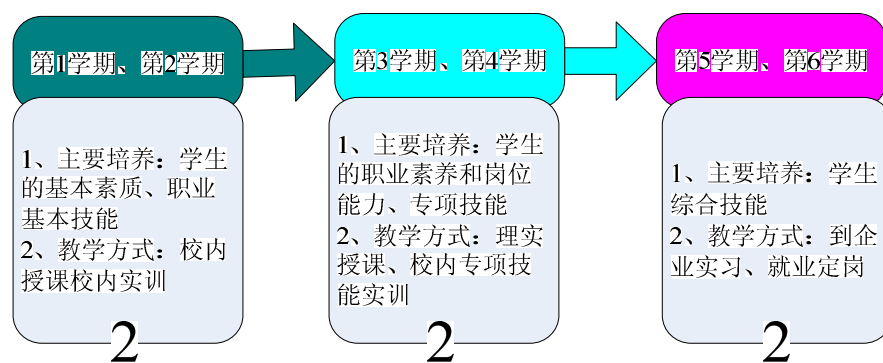 第1学期、第2学期
1、主要培养：学生
的基本素质、职业
基本技能
2、教学方式：校内
授课校内实训
2
第3学期、第4学期
1、主要培养：学生
的职业素养和岗位
能力、专项技能
2、教学方式：理实
授课、校内专项技
能实训
2
第5学期、第6学期
1、主要培养：学生
综合技能
2、教学方式：到企
业实习、就业定岗
2